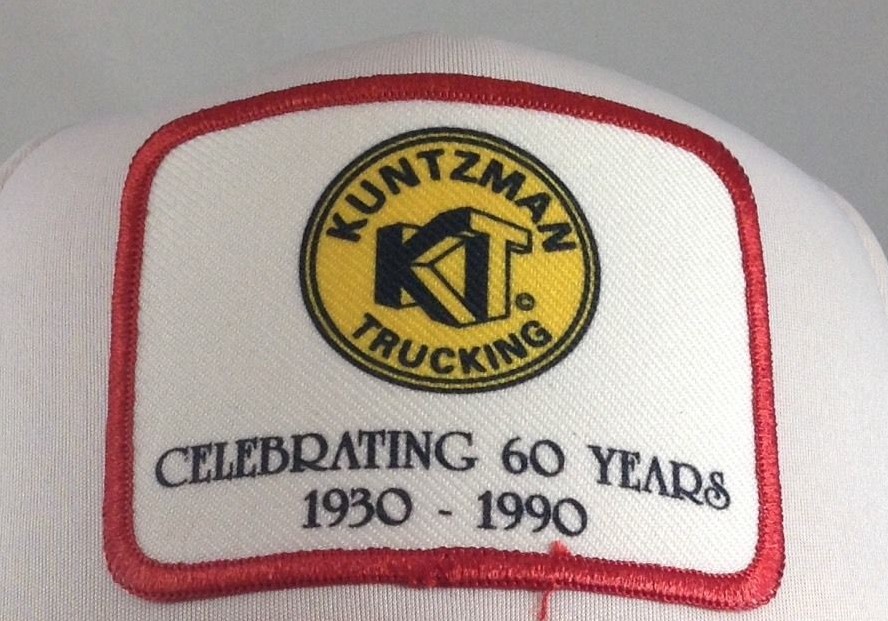 KUNTZMAN
KT ©
TRUCKING
CELEBRATING 60 YEARS
1930 - 1990